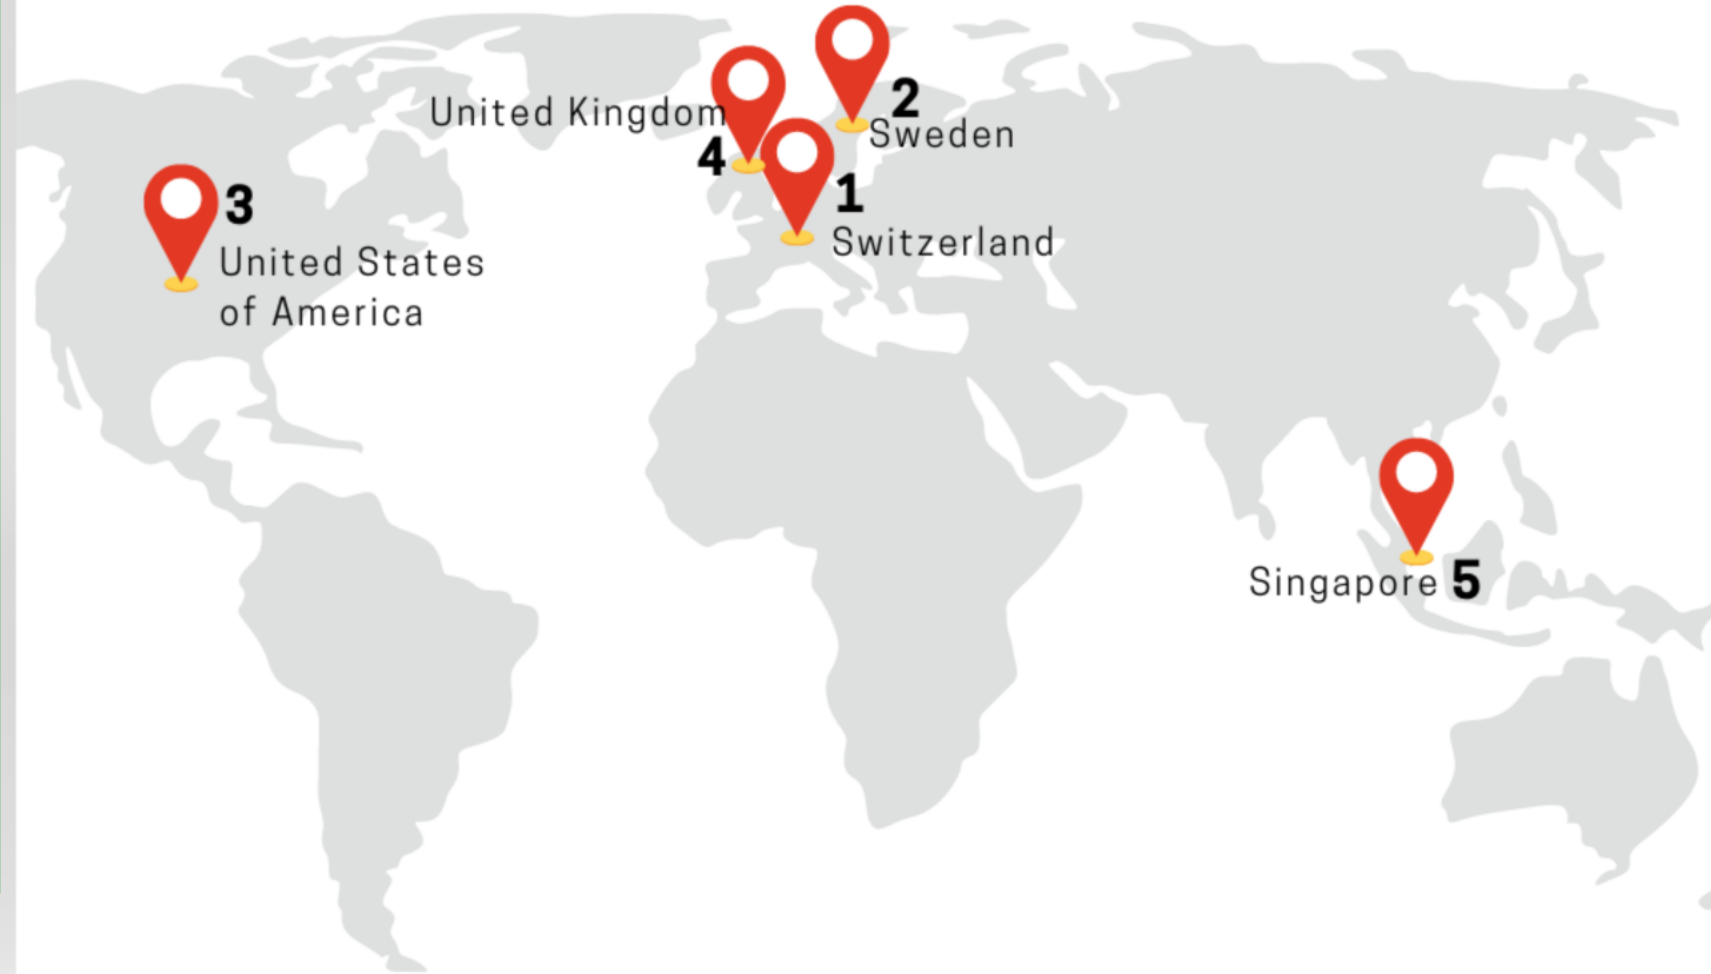 2
United Kingdom
Sweden
4
1
3
Switzerland
United States
of America
Singapore 5